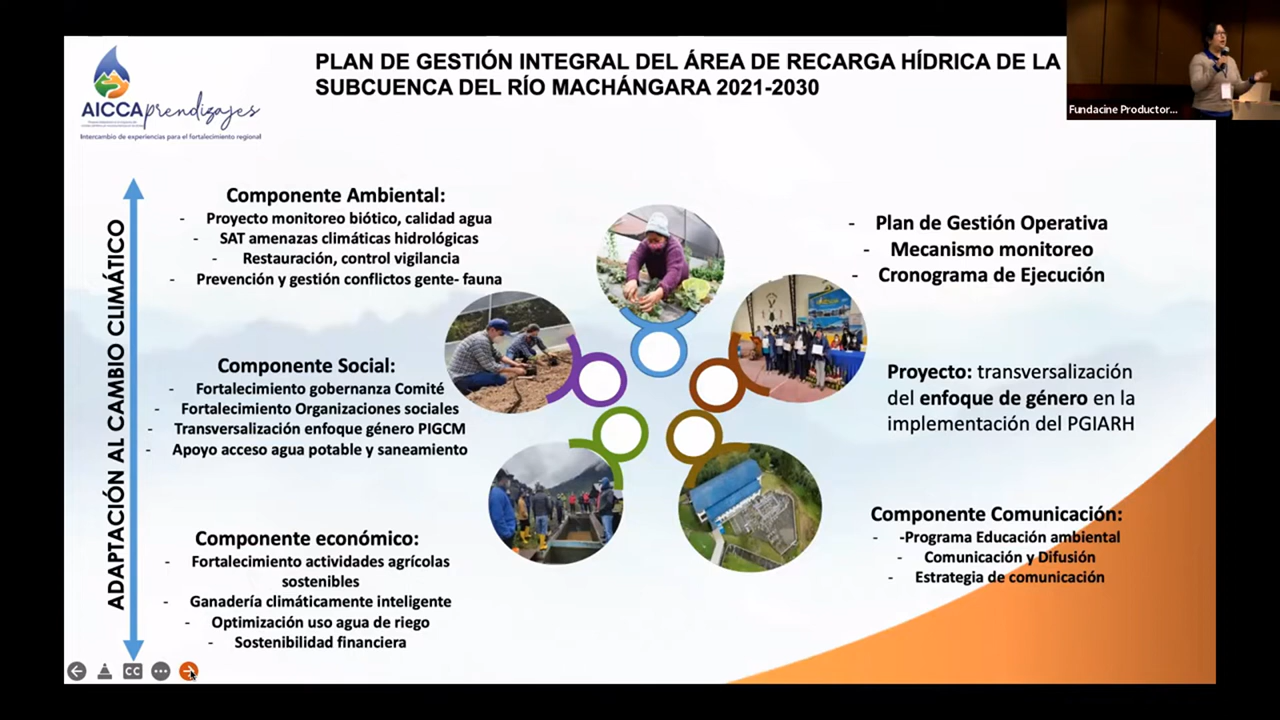 PLAN DE GESTIÓN INTEGRAL DEL ÁREA DE RECARGA HÍDRICA DE LA
SUBCUENCA DEL RÍO MACHÁNGARA 2021-2030
AICCAprendizajes
Intercambio de experiencias para el fortalecimiento regional
Fundacine Productor...
ADAPTACIÓN AL CAMBIO CLIMÁTICO
Componente Ambiental:
- Proyecto monitoreo biótico, calidad agua
- SAT amenazas climáticas hidrológicas
- Restauración, control vigilancia
- Prevención y gestión conflictos gente- fauna
Componente Social:
- Fortalecimiento gobernanza Comité
- Fortalecimiento Organizaciones sociales
- Transversalización enfoque género PIGCM
- Apoyo acceso agua potable y saneamiento
Componente económico:
- Fortalecimiento actividades agrícolas
sostenibles
- Ganadería climáticamente inteligente
- Optimización uso agua de riego
- Sostenibilidad financiera
- Plan de Gestión Operativa
- Mecanismo monitoreo
- Cronograma de Ejecución
Proyecto: transversalización
del enfoque de género en la
implementación del PGIARH
Componente Comunicación:
- -Programa Educación ambiental
- Comunicación y Difusión
- Estrategia de comunicación
CC